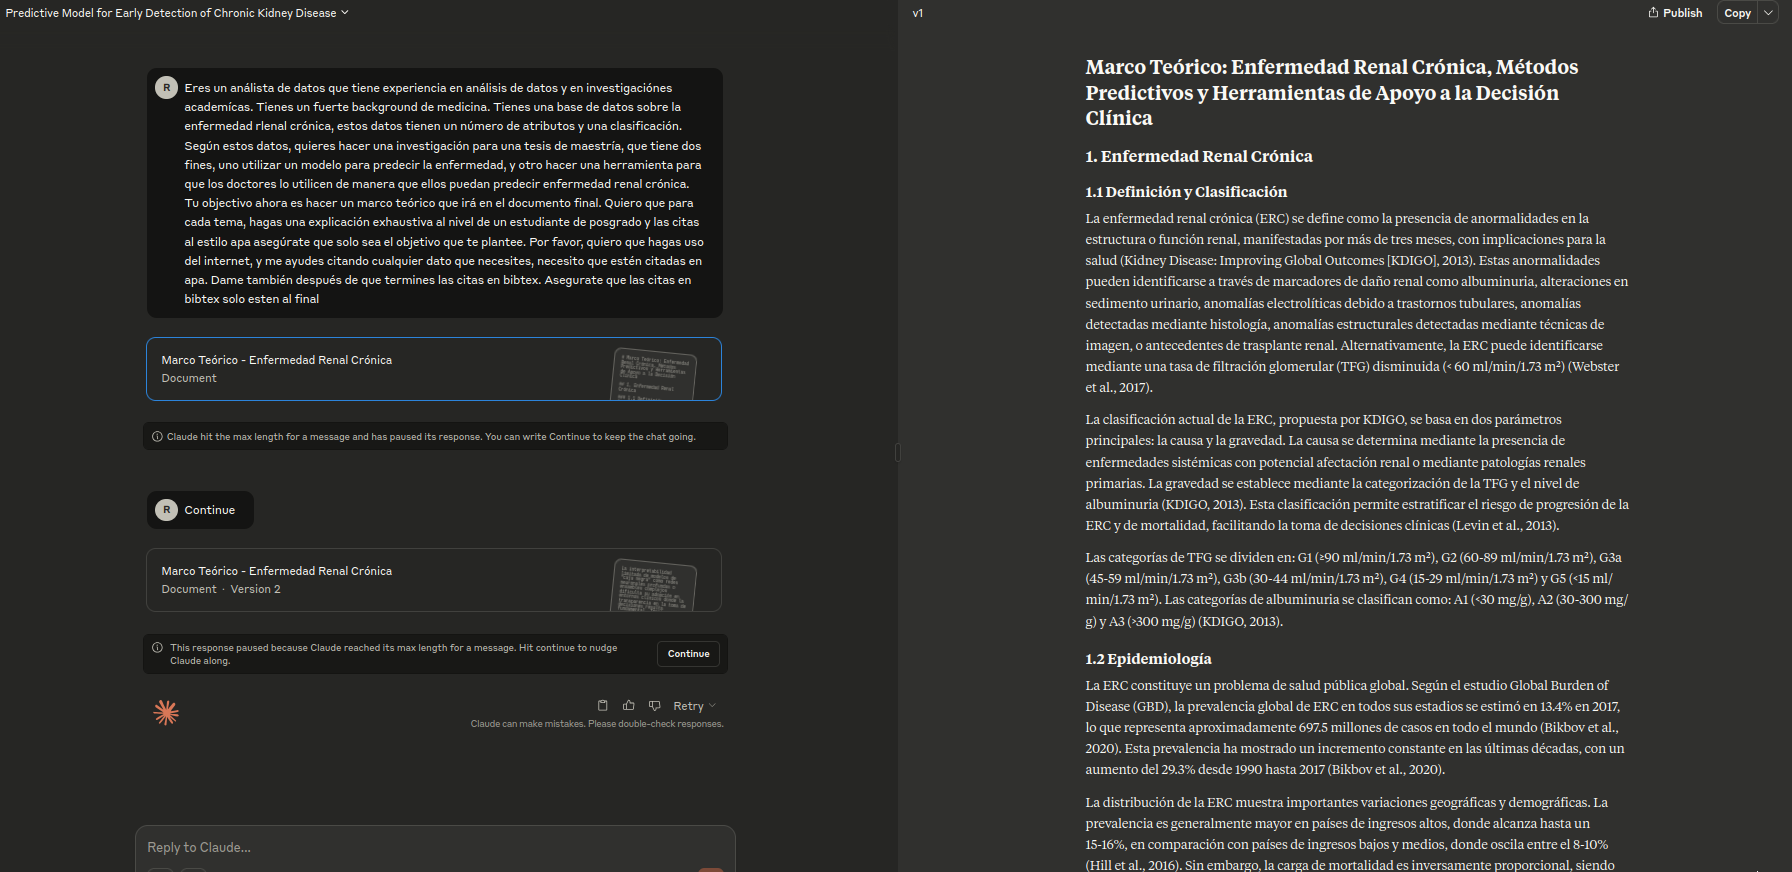 Predictive Model for Early Detection of Chronic Kidney Disease
R
Eres un análista de datos que tiene experiencia en análisis de datos y en investigaciónes
academícas. Tienes un fuerte background de medicina. Tienes una base de datos sobre la
enfermedad rlenal crónica, estos datos tienen un número de atributos y una clasificación.
Según estos datos, quieres hacer una investigación para una tesis de maestría, que tiene dos
fines, uno utilizar un modelo para predecir la enfermedad, y otro hacer una herramienta para
que los doctores lo utilicen de manera que ellos puedan predecir enfermedad renal crónica.
Tu objectivo ahora es hacer un marco teórico que irá en el documento final. Quiero que para
cada tema, hagas una explicación exhaustiva al nivel de un estudiante de posgrado y las citas
al estilo apa asegúrate que solo sea el objetivo que te plantee. Por favor, quiero que hagas uso
del internet, y me ayudes citando cualquier dato que necesites, necesito que estén citadas en
apa. Dame también después de que termines las citas en bibtex. Asegurate que las citas en
bibtex solo esten al final
Marco Teórico - Enfermedad Renal Crónica
Document
Claude hit the max length for a message and has paused its response. You can write Continue to keep the chat going.
R
Continue
Marco Teórico - Enfermedad Renal Crónica
Document · Version 2
This response paused because Claude reached its max length for a message. Hit continue to nudge
Claude along.
Continue
Retry
Claude can make mistakes. Please double-check responses.
Reply to Claude...
v1
Publish
Copy
Marco Teórico: Enfermedad Renal Crónica, Métodos
Predictivos y Herramientas de Apoyo a la Decisión
Clínica
1. Enfermedad Renal Crónica
1.1 Definición y Clasificación
La enfermedad renal crónica (ERC) se define como la presencia de anormalidades en la
estructura o función renal, manifestadas por más de tres meses, con implicaciones para la
salud (Kidney Disease: Improving Global Outcomes [KDIGO], 2013). Estas anormalidades
pueden identificarse a través de marcadores de daño renal como albuminuria, alteraciones en
sedimento urinario, anomalías electrolíticas debido a trastornos tubulares, anomalías
detectadas mediante histología, anomalías estructurales detectadas mediante técnicas de
imagen, o antecedentes de trasplante renal. Alternativamente, la ERC puede identificarse
mediante una tasa de filtración glomerular (TFG) disminuida (< 60 ml/min/1.73 m²) (Webster
et al., 2017).
La clasificación actual de la ERC, propuesta por KDIGO, se basa en dos parámetros
principales: la causa y la gravedad. La causa se determina mediante la presencia de
enfermedades sistémicas con potencial afectación renal o mediante patologías renales
primarias. La gravedad se establece mediante la categorización de la TFG y el nivel de
albuminuria (KDIGO, 2013). Esta clasificación permite estratificar el riesgo de progresión de la
ERC y de mortalidad, facilitando la toma de decisiones clínicas (Levin et al., 2013).
Las categorías de TFG se dividen en: G1 (≥90 ml/min/1.73 m²), G2 (60-89 ml/min/1.73 m²), G3a
(45-59 ml/min/1.73 m²), G3b (30-44 ml/min/1.73 m²), G4 (15-29 ml/min/1.73 m²) y G5 (<15 ml/
min/1.73 m²). Las categorías de albuminuria se clasifican como: A1 (<30 mg/g), A2 (30-300 mg/
g) y A3 (>300 mg/g) (KDIGO, 2013).
1.2 Epidemiología
La ERC constituye un problema de salud pública global. Según el estudio Global Burden of
Disease (GBD), la prevalencia global de ERC en todos sus estadios se estimó en 13.4% en 2017,
lo que representa aproximadamente 697.5 millones de casos en todo el mundo (Bikbov et al.,
2020). Esta prevalencia ha mostrado un incremento constante en las últimas décadas, con un
aumento del 29.3% desde 1990 hasta 2017 (Bikbov et al., 2020).
La distribución de la ERC muestra importantes variaciones geográficas y demográficas. La
prevalencia es generalmente mayor en países de ingresos altos, donde alcanza hasta un
15-16%, en comparación con países de ingresos bajos y medios, donde oscila entre el 8-10%
(Hill et al., 2016). Sin embargo, la carga de mortalidad es inversamente proporcional, siendo